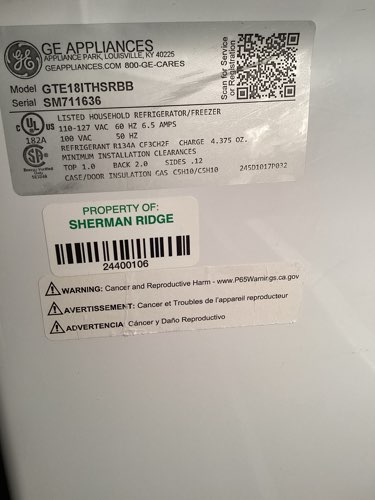 GE APPLIANCES
APPLIANCE PARK, LOUISVILLE, KY 40225
GEAPPLIANCES.COM 800-GE-CARES
Model GTE18ITHSRBB
Serial SM711636
Scan for Service
or Registration
LISTED HOUSEHOLD REFRIGERATOR/FREEZER
110-127 VAC 60 HZ 6.5 AMPS
100 VAC 50 HZ
REFRIGERANT R134A CF3CH2F CHARGE 4.375 OZ.
MINIMUM INSTALLATION CLEARANCES
TOP 1.0 BACK 2.0 SIDES .12
CASE/DOOR INSULATION GAS C5H10/C5H10 245D1017P032
c UL US
182A
PROPERTY OF:
SHERMAN RIDGE
24400106
WARNING: Cancer and Reproductive Harm - www.P65Warnings.ca.gov
AVERTISSEMENT: Cancer et Troubles de l'appareil reproducteur
ADVERTENCIA: Cáncer y Daño Reproductivo